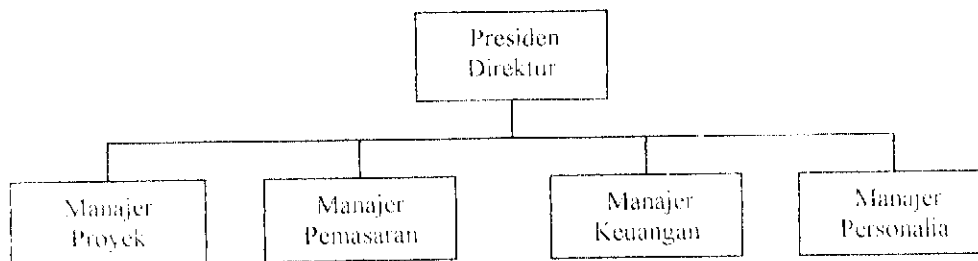 Presiden
Direktur
Manajer
Proyek
Manajer
Pemasaran
Manajer
Keuangan
Manajer
Personalia